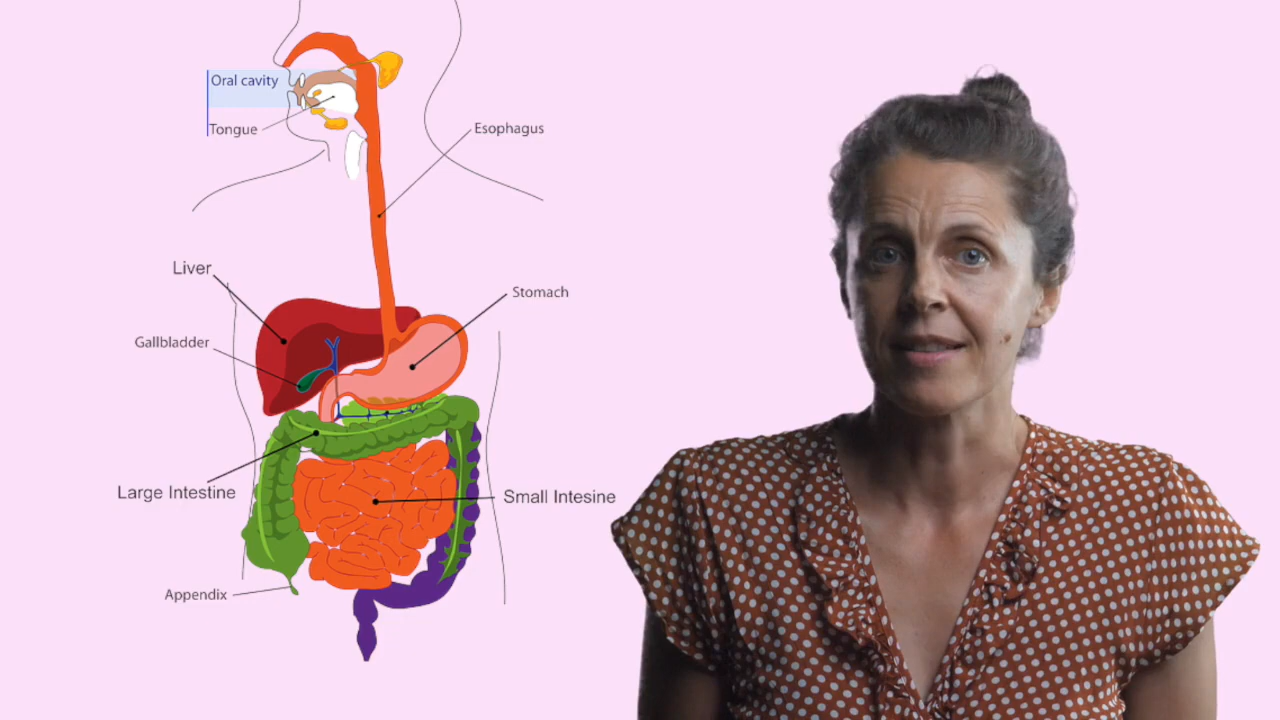 Oral cavity
Tongue
Esophagus
Liver
Stomach
Gallbladder
Large Intestine
Small Intesine
Appendix